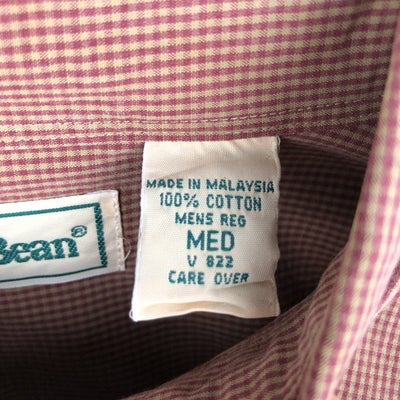 Bean®
MADE IN MALAYSIA
100% COTTON
MENS REG
MED
V 822
CARE OVER